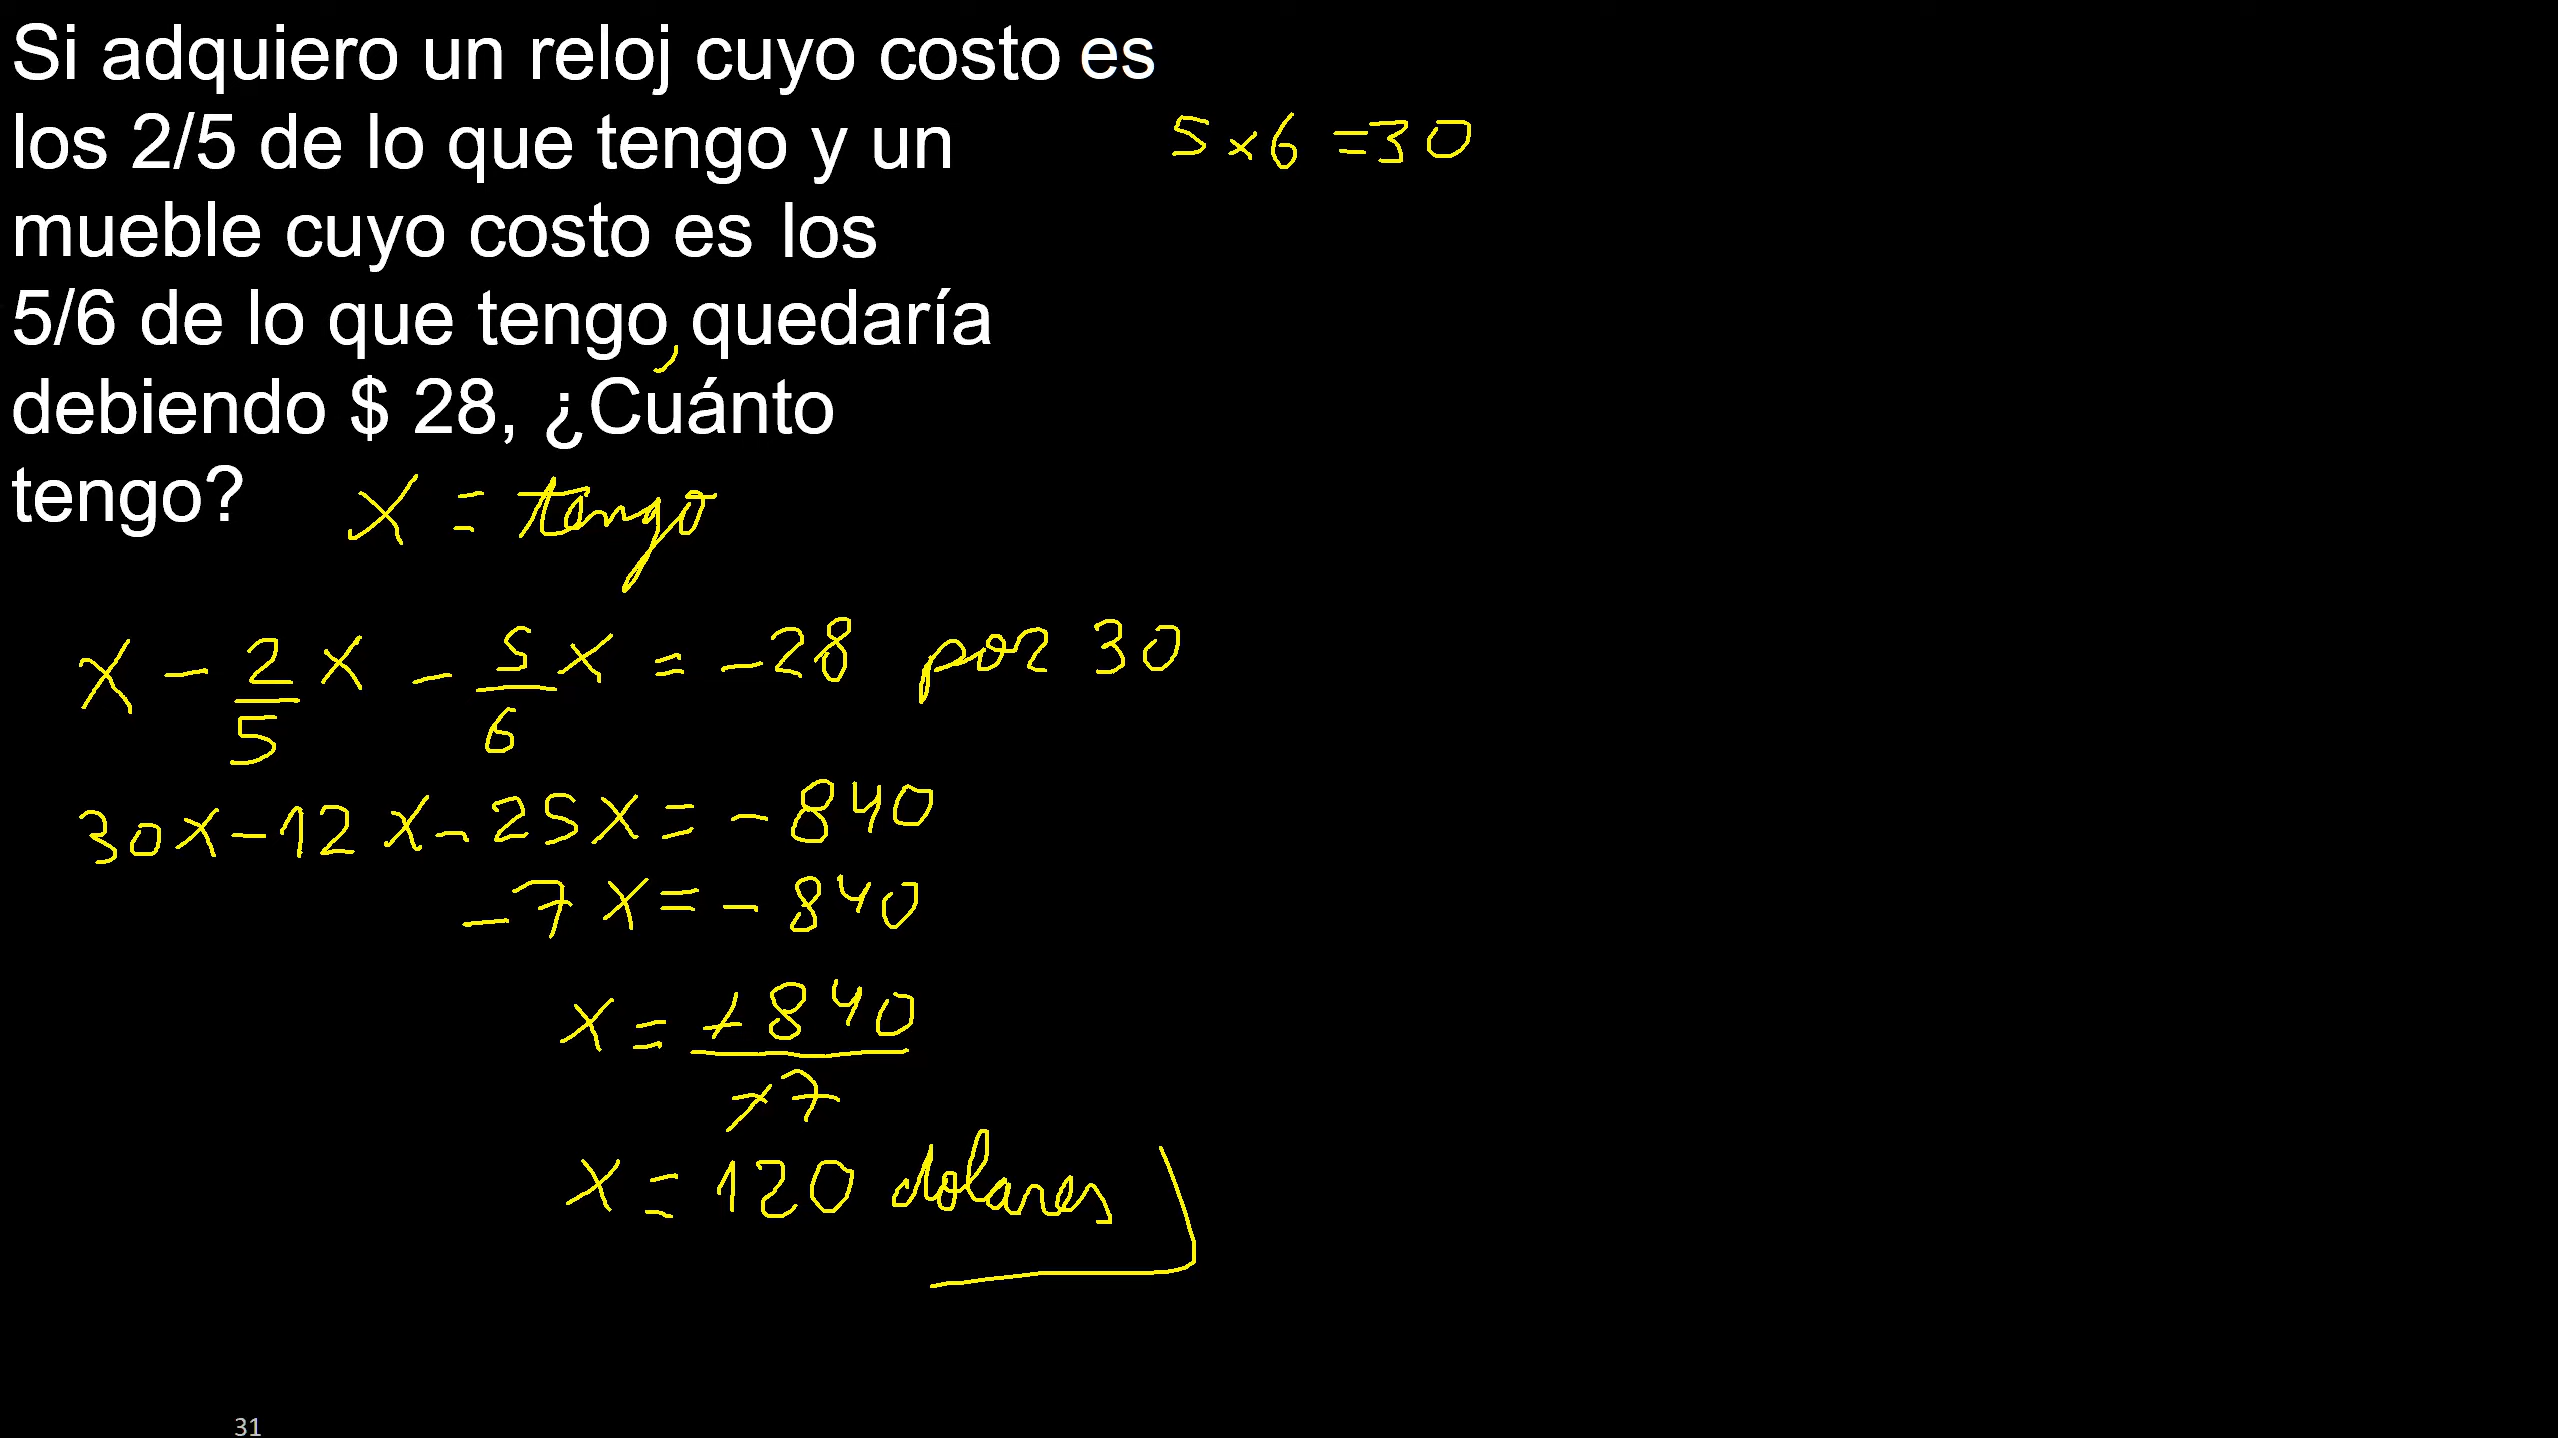 Si adquiero un reloj cuyo costo es
los 2/5 de lo que tengo y un
mueble cuyo costo es los
5/6 de lo que tengo, quedaría
debiendo $ 28, ¿Cuánto
tengo?
5 × 6 = 30
x = tengo
x - 2/5 x - 5/6 x = -28 por 30
30x - 12x - 25x = -840
-7x = -840
x = -840/-7
x = 120 dolares
31